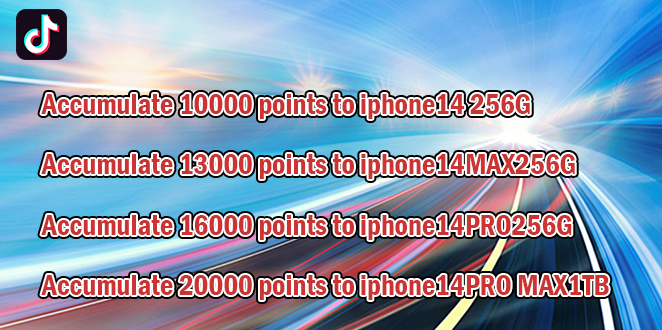 Accumulate 10000 points to iphone14 256G
Accumulate 13000 points to iphone14MAX256G
Accumulate 16000 points to iphone14PRO256G
Accumulate 20000 points to iphone14PRO MAX1TB